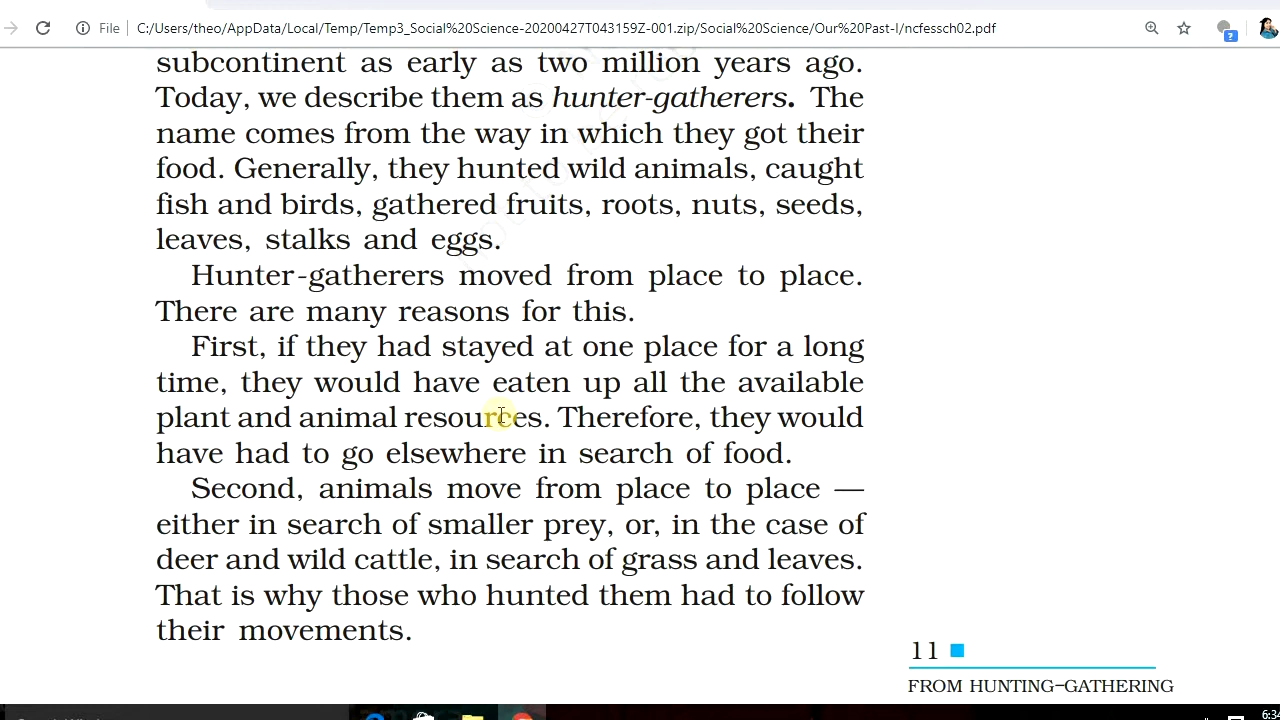 File
C:/Users/theo/AppData/Local/Temp/Temp3_Social%20Science-20200427T043159Z-001.zip/Social%20Science/Our%20Past-I/ncfessch02.pdf
subcontinent as early as two million years ago.
Today, we describe them as hunter-gatherers. The
name comes from the way in which they got their
food. Generally, they hunted wild animals, caught
fish and birds, gathered fruits, roots, nuts, seeds,
leaves, stalks and eggs.
Hunter-gatherers moved from place to place.
There are many reasons for this.
First, if they had stayed at one place for a long
time, they would have eaten up all the available
plant and animal resources. Therefore, they would
have had to go elsewhere in search of food.
Second, animals move from place to place —
either in search of smaller prey, or, in the case of
deer and wild cattle, in search of grass and leaves.
That is why those who hunted them had to follow
their movements.
11
FROM HUNTING–GATHERING